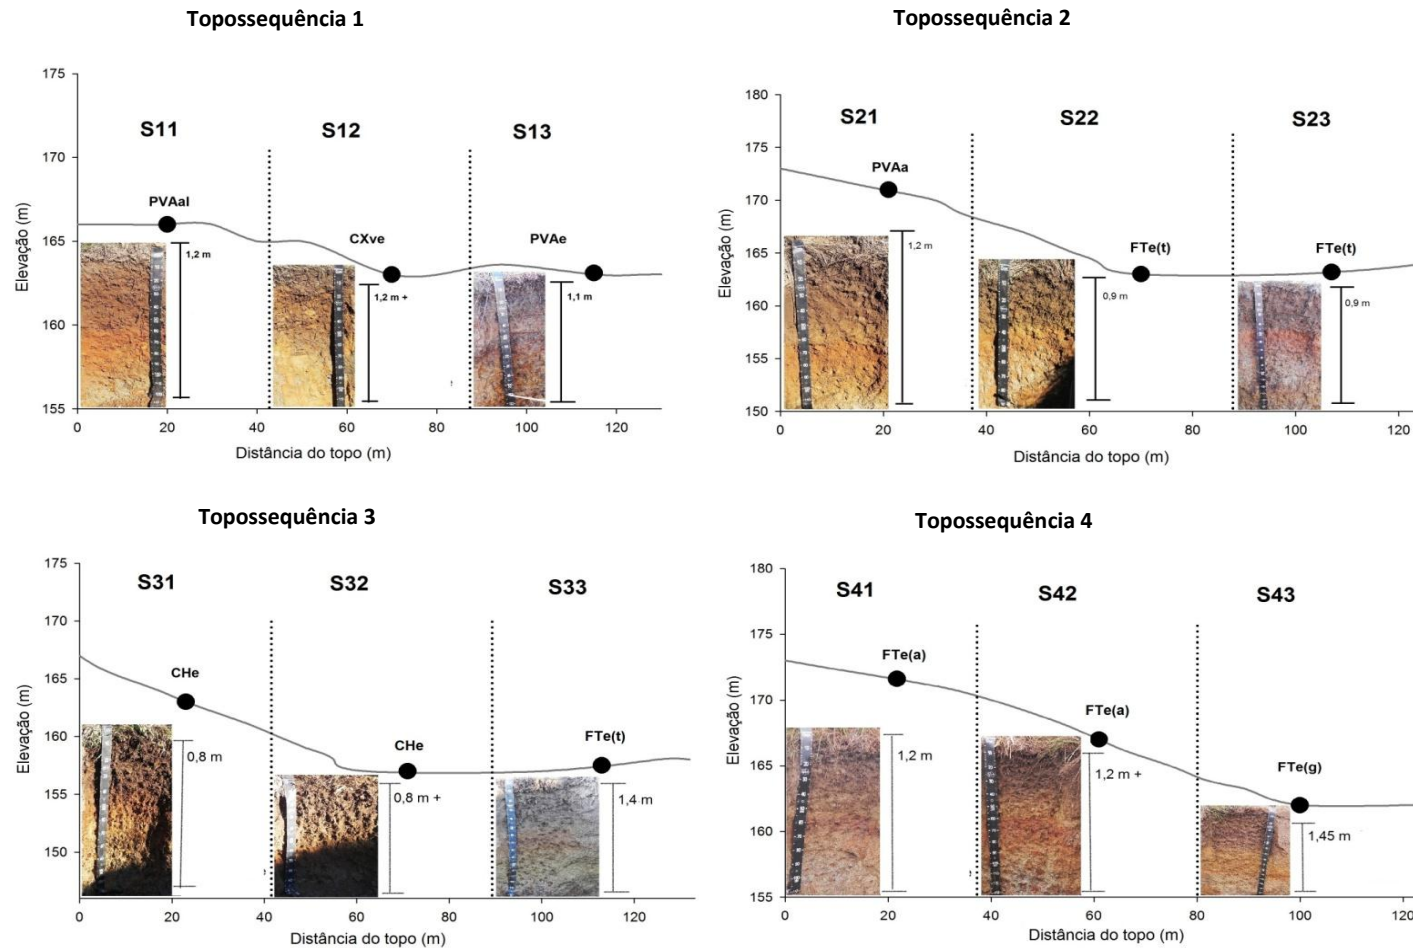 Topossequência 1
175
170
165
160
155
Elevação (m)
S11
S12
S13
PVAal
CXve
PVAe
1,2 m
1,2 m +
1,1 m
0
20
40
60
80
100
120
Distância do topo (m)
Topossequência 2
180
175
170
165
160
155
150
Elevação (m)
S21
S22
S23
PVAa
FTe(t)
FTe(t)
1,2 m
0,9 m
0,9 m
0
20
40
60
80
100
120
Distância do topo (m)
Topossequência 3
175
170
165
160
155
150
Elevação (m)
S31
S32
S33
CHe
CHe
FTe(t)
0,8 m
0,8 m +
1,4 m
0
20
40
60
80
100
120
Distância do topo (m)
Topossequência 4
180
175
170
165
160
155
Elevação (m)
S41
S42
S43
FTe(a)
FTe(a)
FTe(g)
1,2 m
1,2 m +
1,45 m
0
20
40
60
80
100
120
Distância do topo (m)